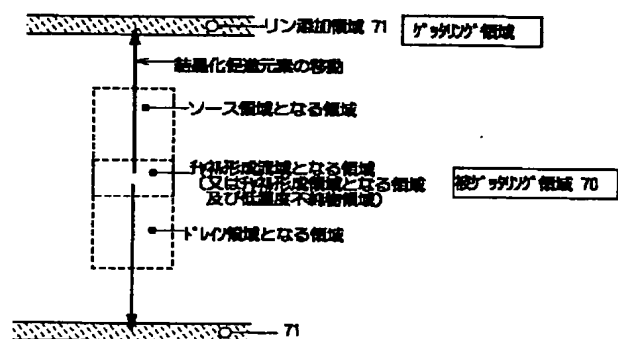 リン添加領域 71
ゲッタリング領域
結晶化促進元素の移動
ソース領域となる領域
チャネル形成領域となる領域
(又はチャネル形成領域となる領域
及び低濃度不純物領域)
被ゲッタリング領域 70
ドレイン領域となる領域
71